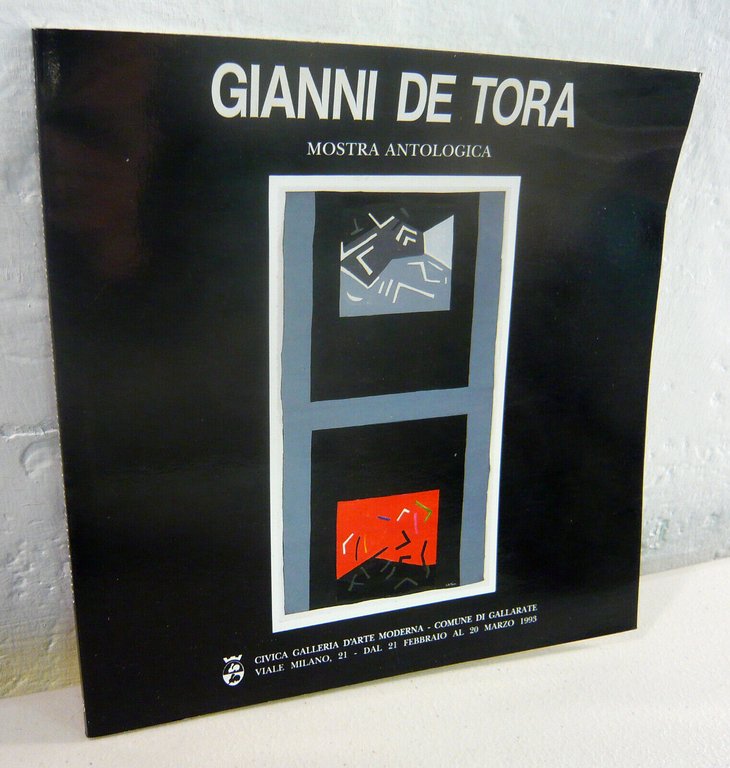 GIANNI DE TORA
MOSTRA ANTOLOGICA
CIVICA GALLERIA D'ARTE MODERNA - COMUNE DI GALLARATE
VIALE MILANO, 21 - DAL 21 FEBBRAIO AL 20 MARZO 1993